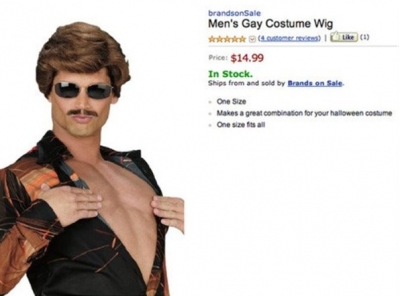 brandsonSale
Men's Gay Costume Wig
(4 customer reviews) | Like (1)
Price: $14.99
In Stock.
Ships from and sold by Brands on Sale.
One Size
Makes a great combination for your halloween costume
One size fits all